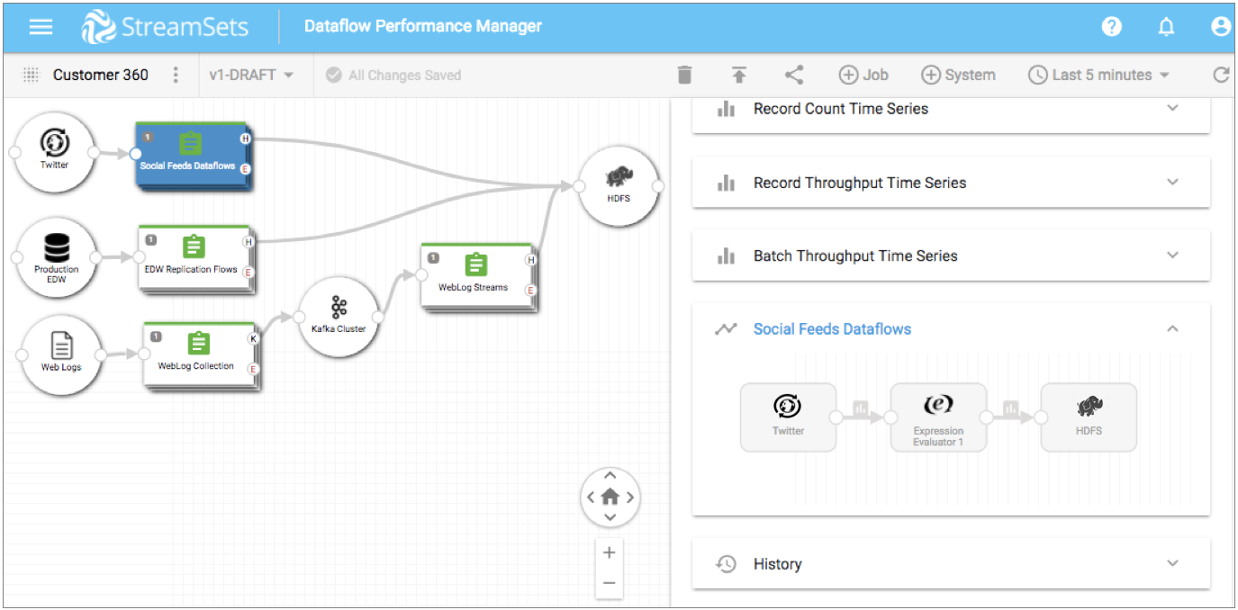 StreamSets
Dataflow Performance Manager
?
Customer 360
v1-DRAFT
All Changes Saved
Job
System
Last 5 minutes
Twitter
1
Social Feeds Dataflows
H
E
Production
EDW
1
EDW Replication Flows
H
E
Web Logs
1
WebLog Collection
K
E
Kafka Cluster
1
WebLog Streams
H
E
HDFS
+
−
Record Count Time Series
Record Throughput Time Series
Batch Throughput Time Series
Social Feeds Dataflows
Twitter
(e)
Expression
Evaluator 1
HDFS
History